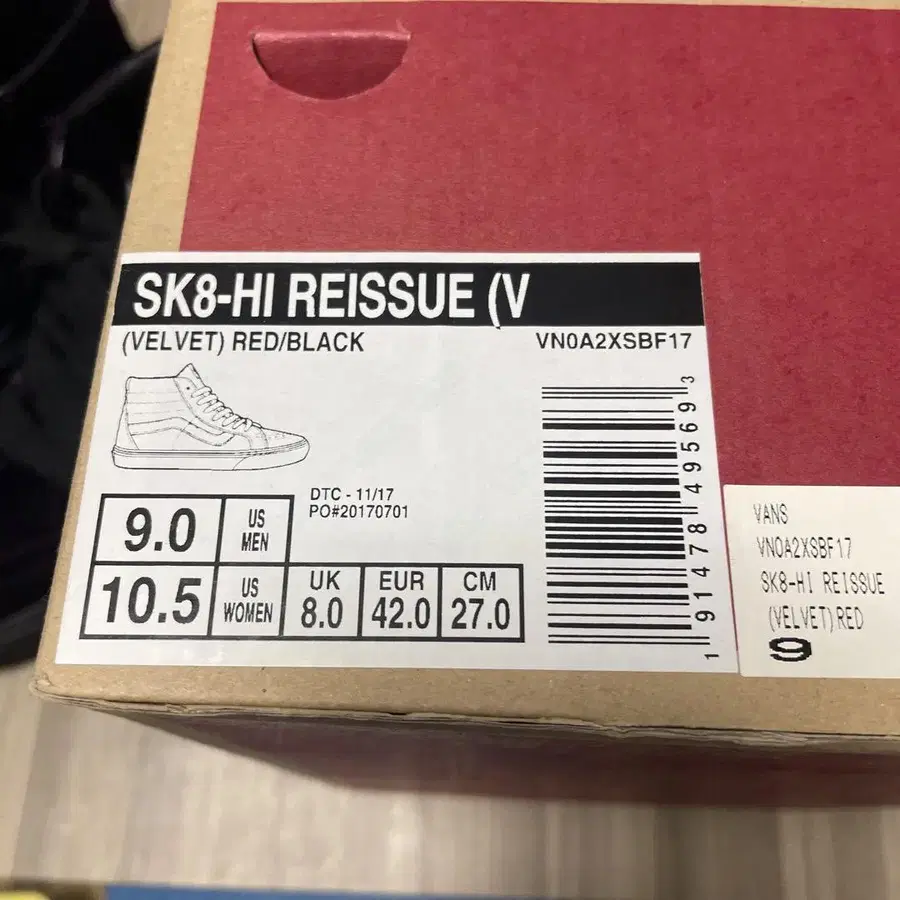 SK8-HI REISSUE (V
(VELVET) RED/BLACK
VN0A2XSBF17
DTC - 11/17
PO#20170701
9.0 US MEN
10.5 US WOMEN
UK 8.0
EUR 42.0
CM 27.0
1 91478 49569 3
VANS
VN0A2XSBF17
SK8-HI REISSUE
(VELVET)RED
9